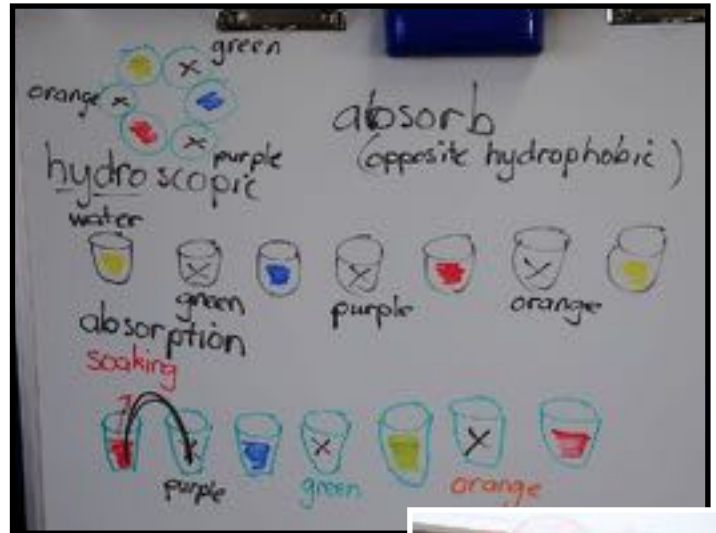 green
orange
purple
absorb
(opposite hydrophobic)
hydroscopic
water
green purple orange
absorption
soaking
purple green orange